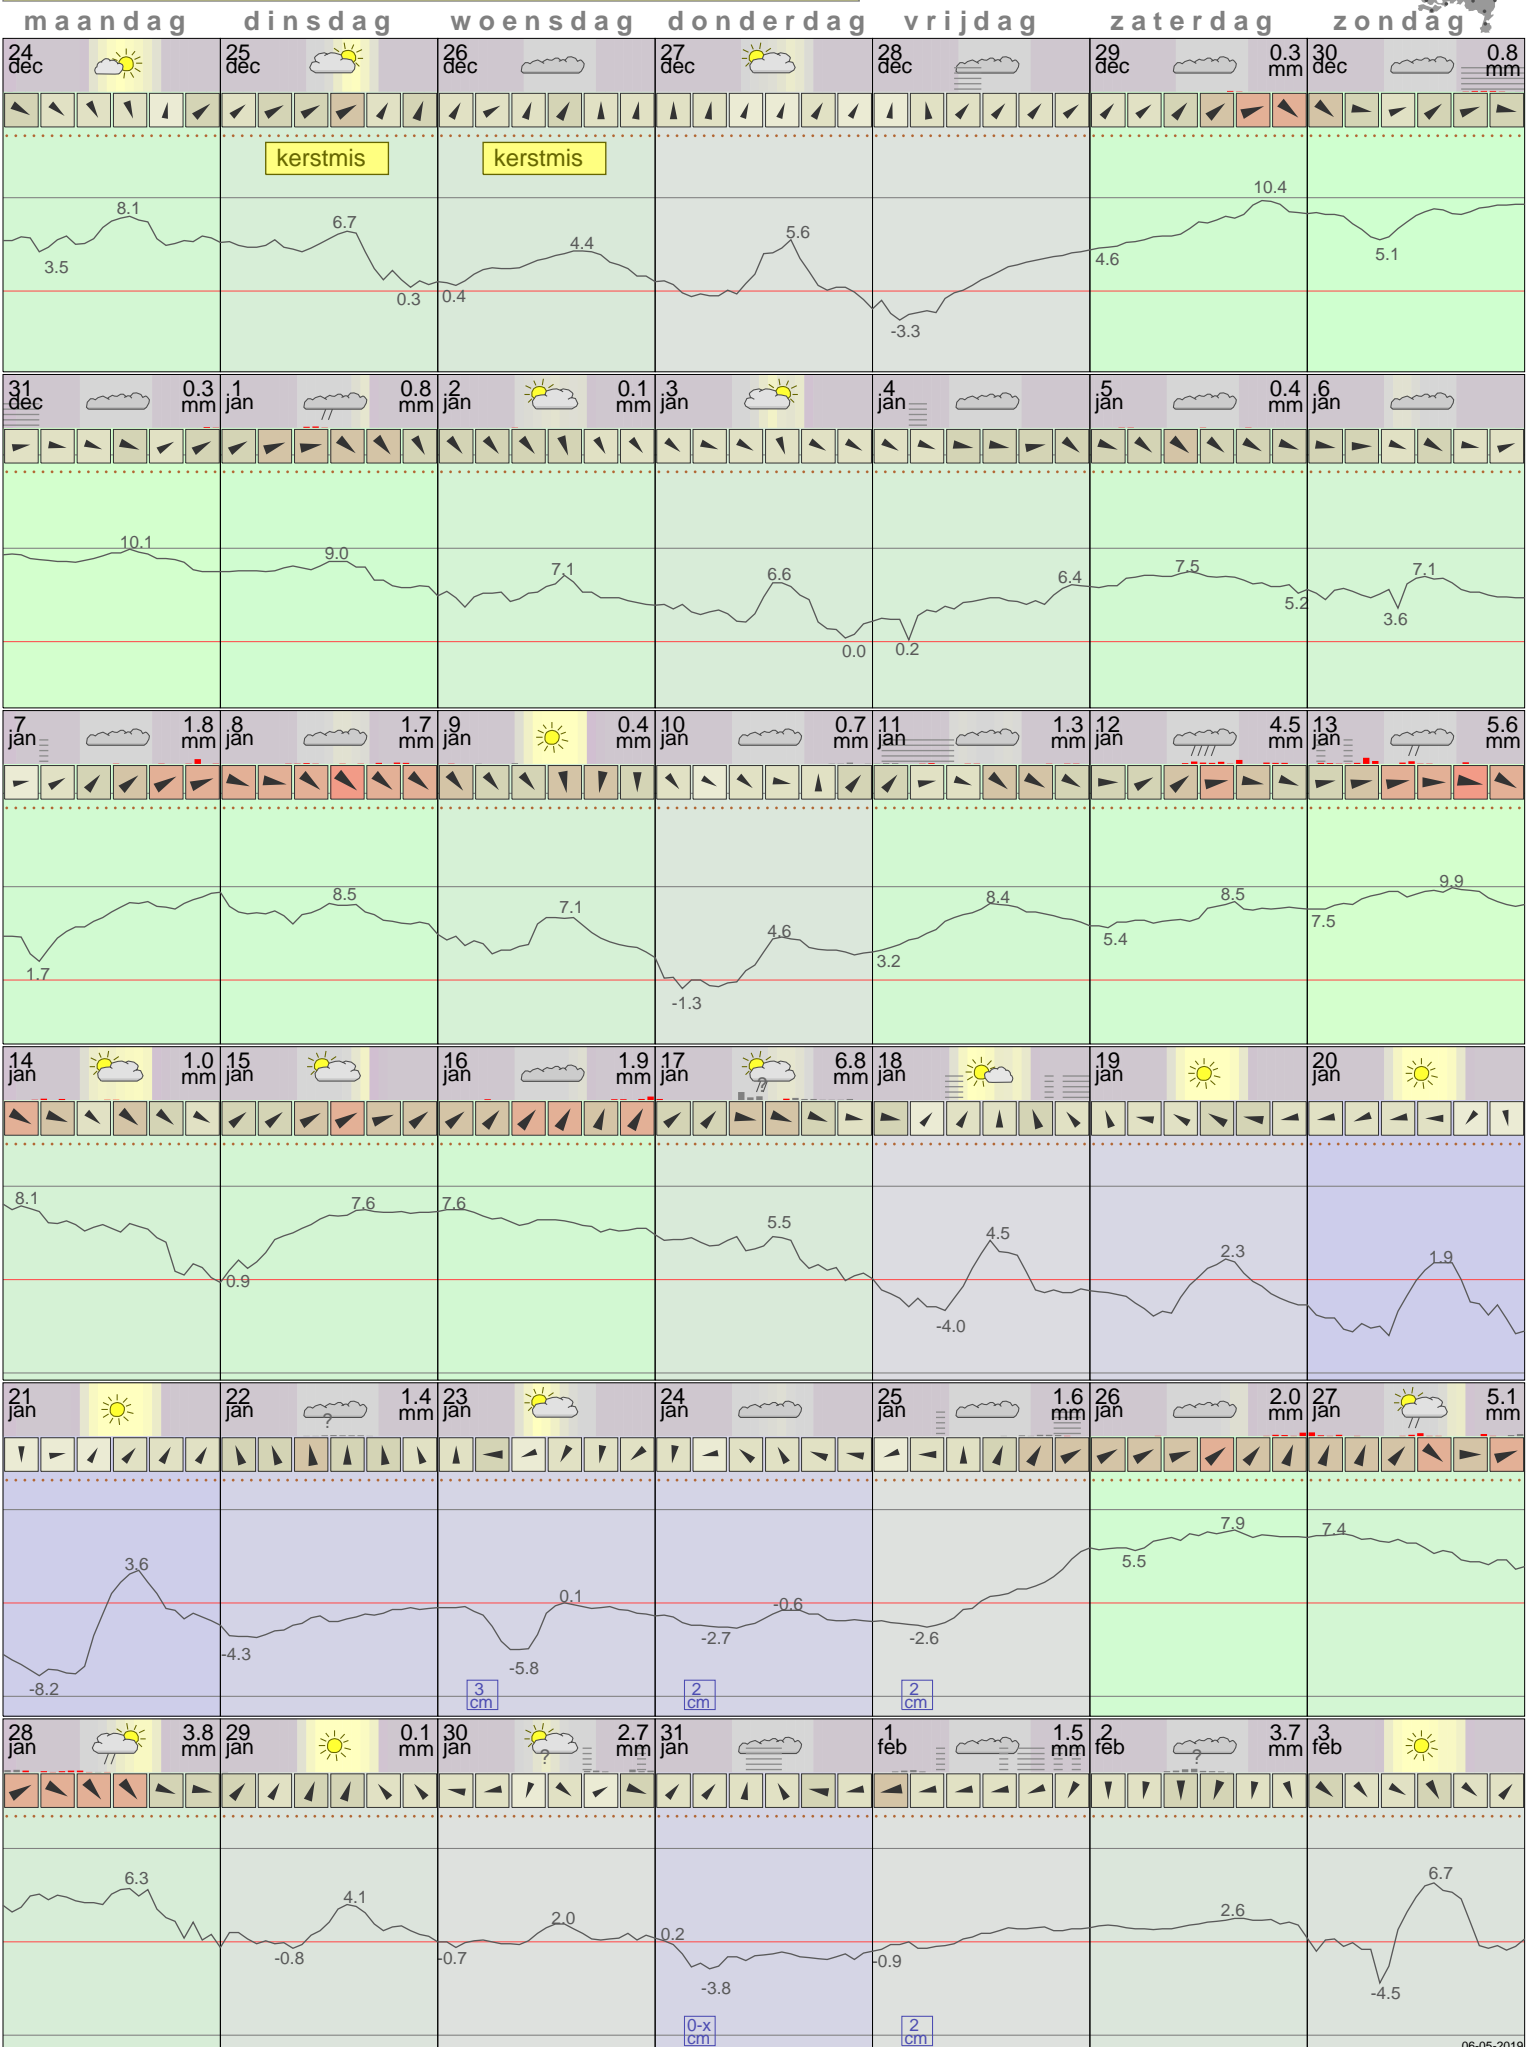 maandag dinsdag woensdag donderdag vrijdag zaterdag zondag
24 25 26 27 28 29 0.3 30 0.8
dec dec dec dec dec dec mm dec mm
kerstmis kerstmis
8.1 3.5 6.7 0.3 0.4 4.4 5.6 -3.3 4.6 10.4 5.1
31 0.3 1 0.8 2 0.1 3 4 5 0.4 6
dec mm jan mm jan mm jan jan jan mm jan
10.1 9.0 7.1 6.6 0.0 0.2 6.4 7.5 5.2 3.6 7.1
7 1.8 8 1.7 9 0.4 10 0.7 11 1.3 12 4.5 13 5.6
jan mm jan mm jan mm jan mm jan mm jan mm jan mm
1.7 8.5 7.1 -1.3 4.6 3.2 8.4 5.4 8.5 7.5 9.9
14 1.0 15 16 1.9 17 6.8 18 19 20
jan mm jan jan mm jan mm jan jan jan
?
8.1 0.9 7.6 7.6 5.5 -4.0 4.5 2.3 1.9
21 22 1.4 23 24 25 1.6 26 2.0 27 5.1
jan jan mm jan jan jan mm jan mm jan mm
?
-8.2 3.6 -4.3 -5.8 0.1 -2.7 -0.6 -2.6 5.5 7.9 7.4
3 2 2
cm cm cm
28 3.8 29 0.1 30 2.7 31 1 1.5 2 3.7 3
jan mm jan mm jan mm jan feb mm feb mm feb
? ?
6.3 -0.8 4.1 -0.7 2.0 0.2 -3.8 -0.9 2.6 -4.5 6.7
0-x 2
cm cm
06-05-2019